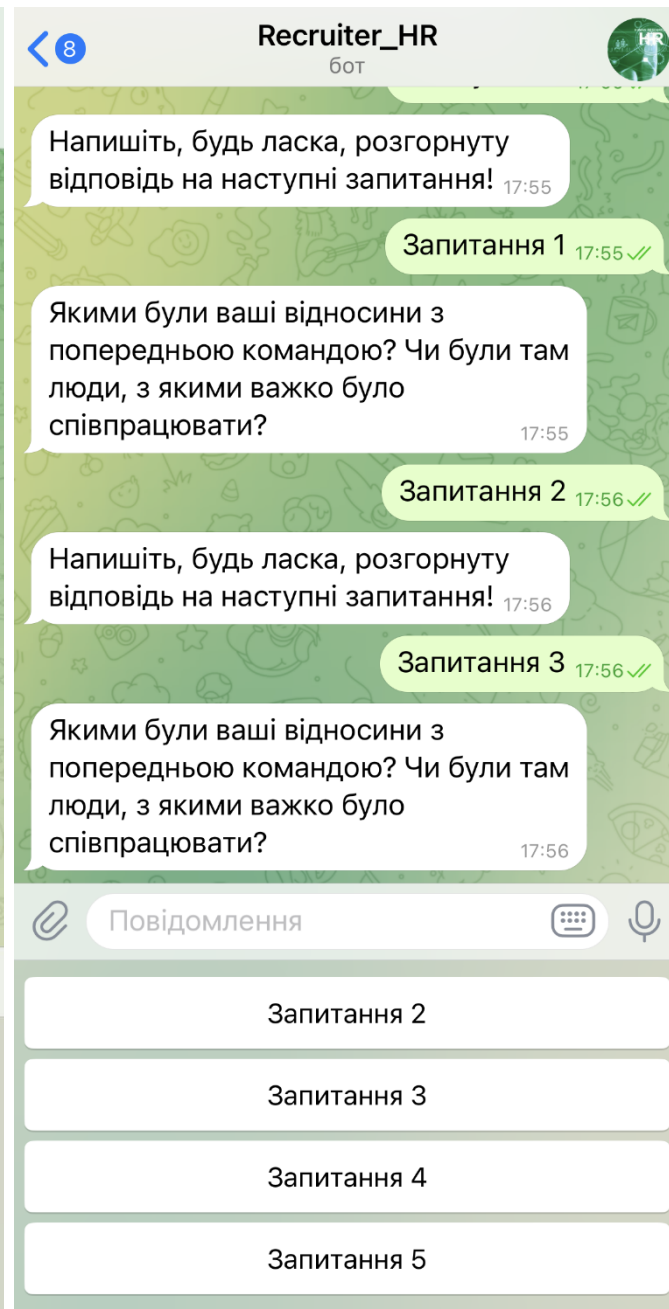 8
Recruiter_HR
бот
HR
Напишіть, будь ласка, розгорнуту
відповідь на наступні запитання! 17:55
Запитання 1 17:55
Якими були ваші відносини з
попередньою командою? Чи були там
люди, з якими важко було
співпрацювати? 17:55
Запитання 2 17:56
Напишіть, будь ласка, розгорнуту
відповідь на наступні запитання! 17:56
Запитання 3 17:56
Якими були ваші відносини з
попередньою командою? Чи були там
люди, з якими важко було
співпрацювати? 17:56
Повідомлення
Запитання 2
Запитання 3
Запитання 4
Запитання 5